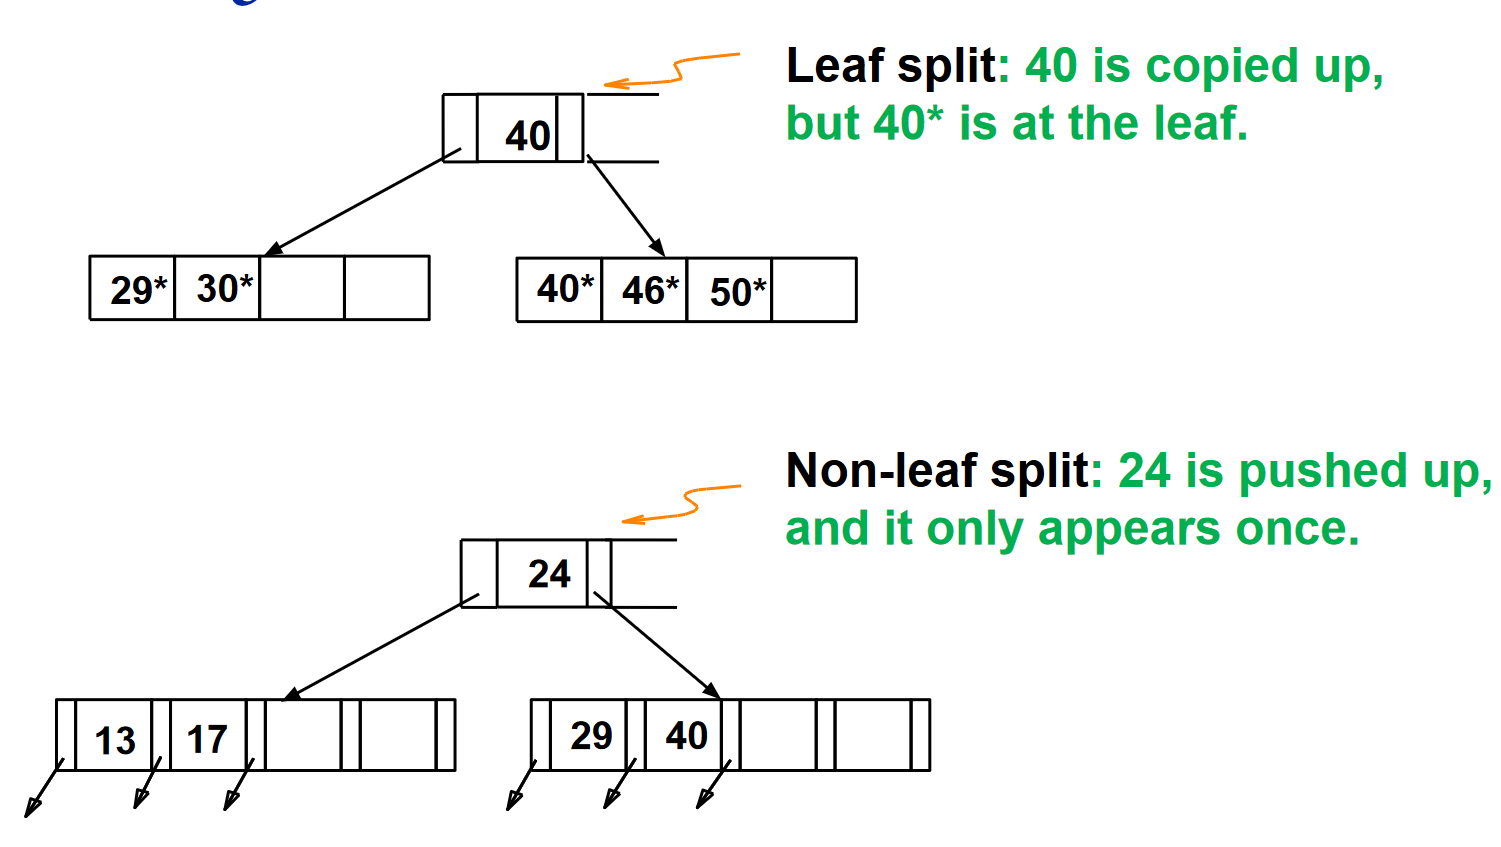 Leaf split: 40 is copied up,
but 40* is at the leaf.
40
29* 30*
40* 46* 50*
Non-leaf split: 24 is pushed up,
and it only appears once.
24
13 17
29 40